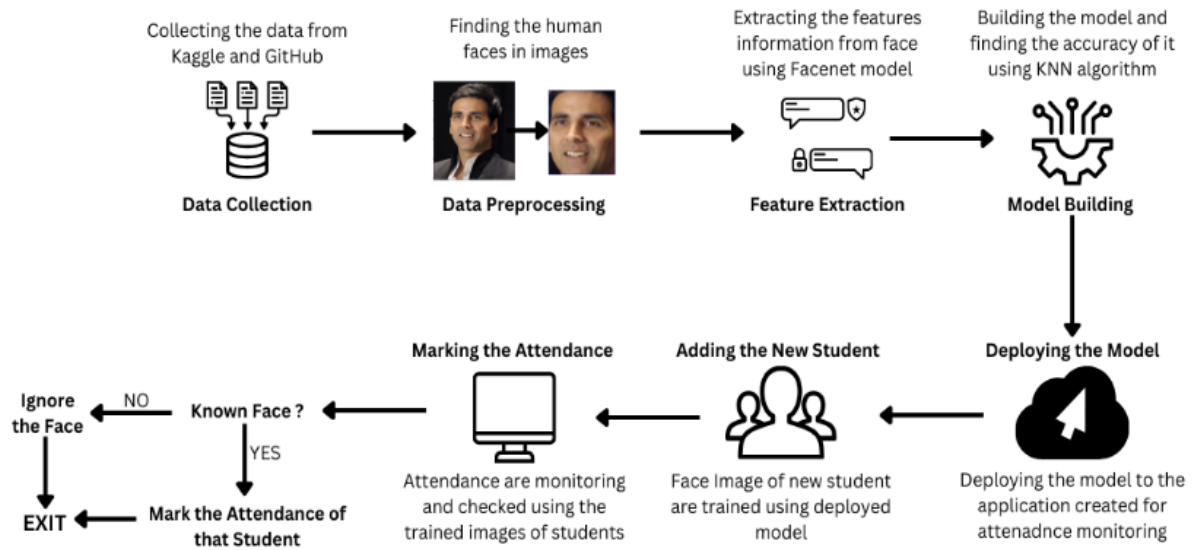 Collecting the data from
Kaggle and GitHub
Data Collection
Finding the human
faces in images
Data Preprocessing
Extracting the features
information from face
using Facenet model
Feature Extraction
Building the model and
finding the accuracy of it
using KNN algorithm
Model Building
Deploying the Model
Deploying the model to the
application created for
attenadnce monitoring
Adding the New Student
Face Image of new student
are trained using deployed
model
Marking the Attendance
Attendance are monitoring
and checked using the
trained images of students
Known Face ?
NO
Ignore
the Face
YES
Mark the Attendance of
that Student
EXIT